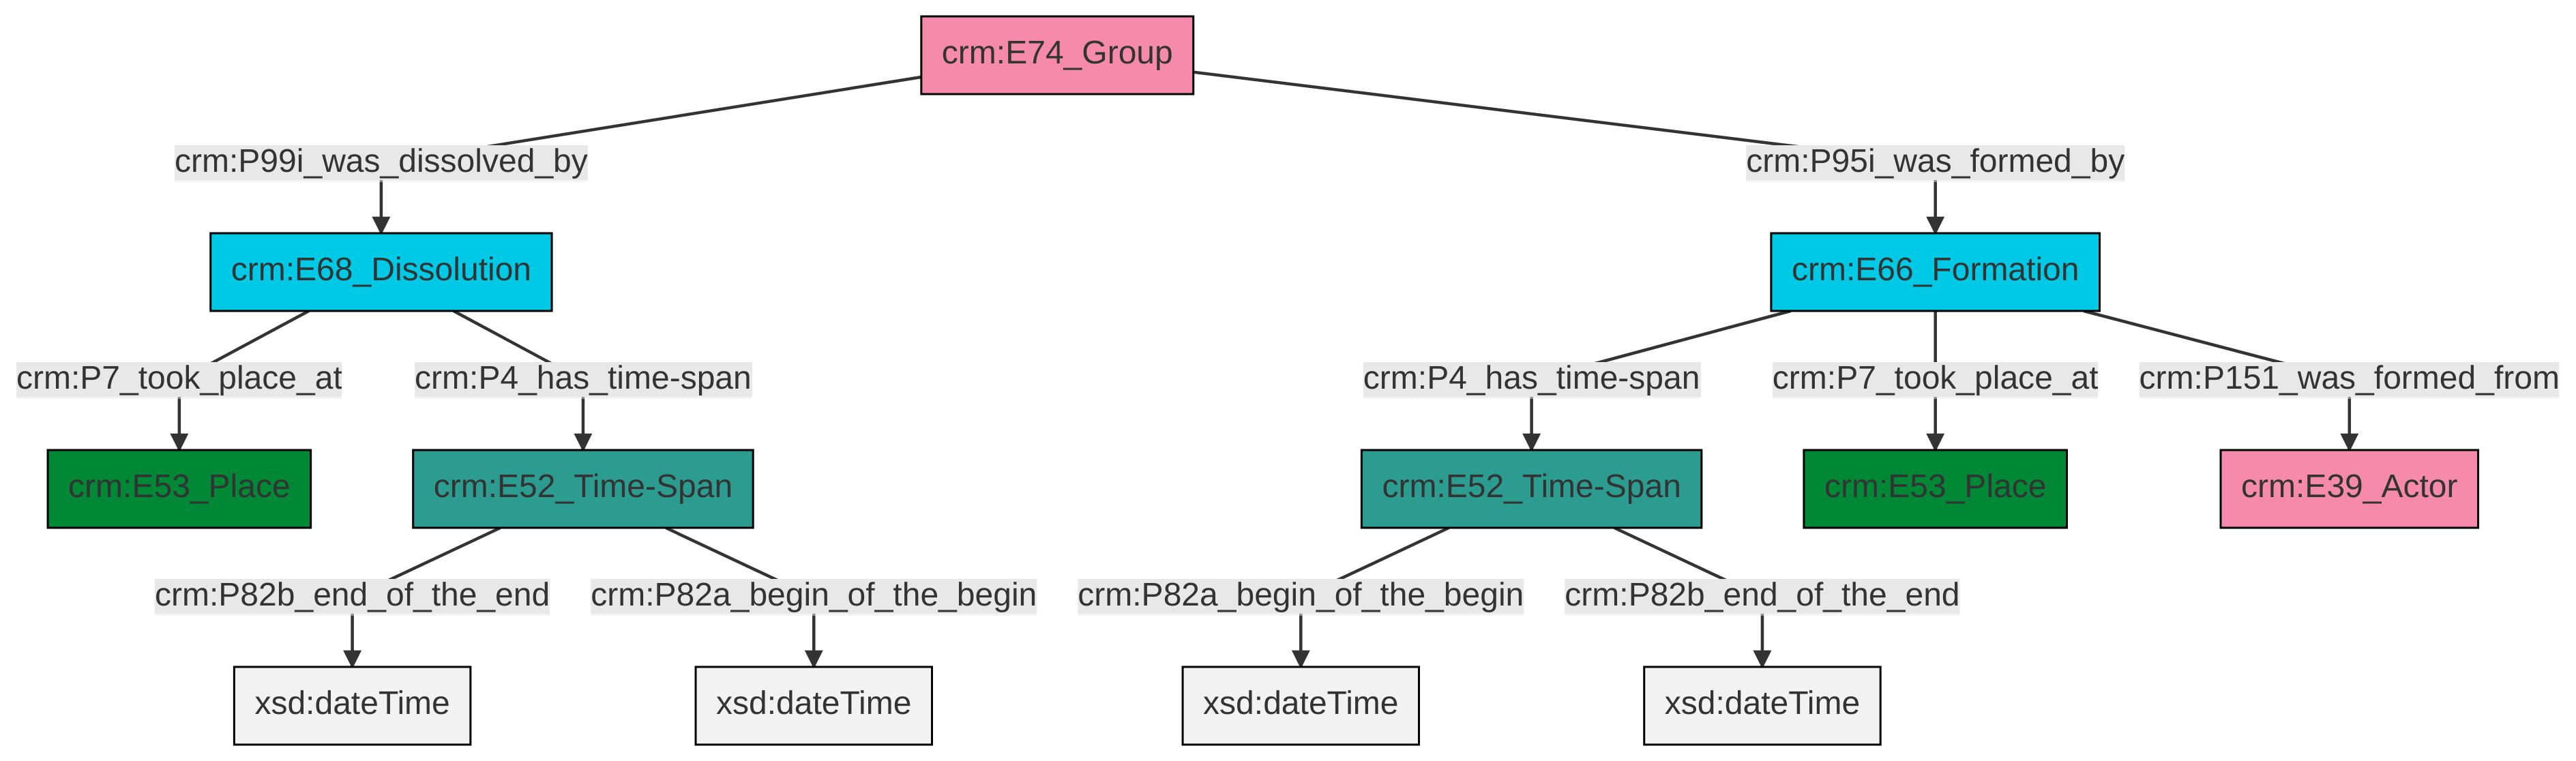 crm:E74_Group
crm:P99i_was_dissolved_by
crm:P95i_was_formed_by
crm:E68_Dissolution
crm:E66_Formation
crm:P7_took_place_at
crm:P4_has_time-span
crm:P4_has_time-span
crm:P7_took_place_at
crm:P151_was_formed_from
crm:E53_Place
crm:E52_Time-Span
crm:E52_Time-Span
crm:E53_Place
crm:E39_Actor
crm:P82b_end_of_the_end
crm:P82a_begin_of_the_begin
crm:P82a_begin_of_the_begin
crm:P82b_end_of_the_end
xsd:dateTime
xsd:dateTime
xsd:dateTime
xsd:dateTime